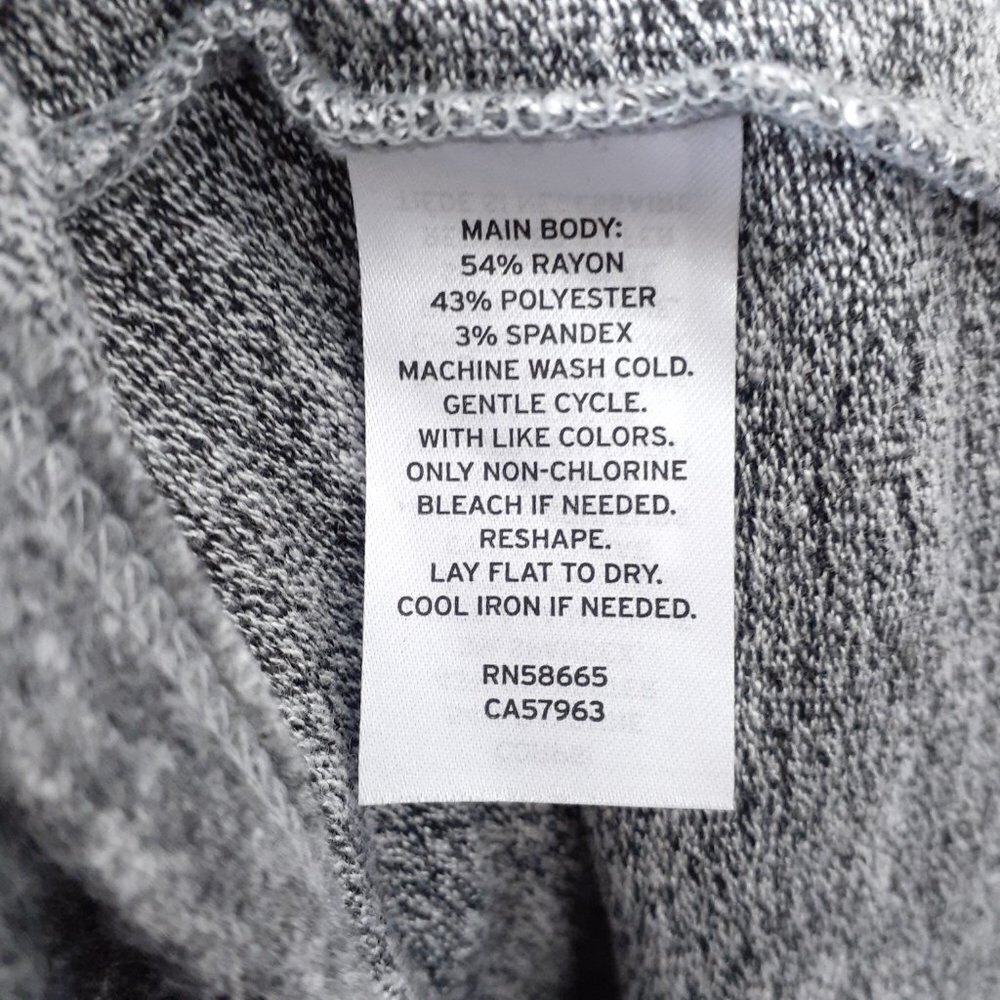 MAIN BODY:
54% RAYON
43% POLYESTER
3% SPANDEX
MACHINE WASH COLD.
GENTLE CYCLE.
WITH LIKE COLORS.
ONLY NON-CHLORINE
BLEACH IF NEEDED.
RESHAPE.
LAY FLAT TO DRY.
COOL IRON IF NEEDED.
RN58665
CA57963